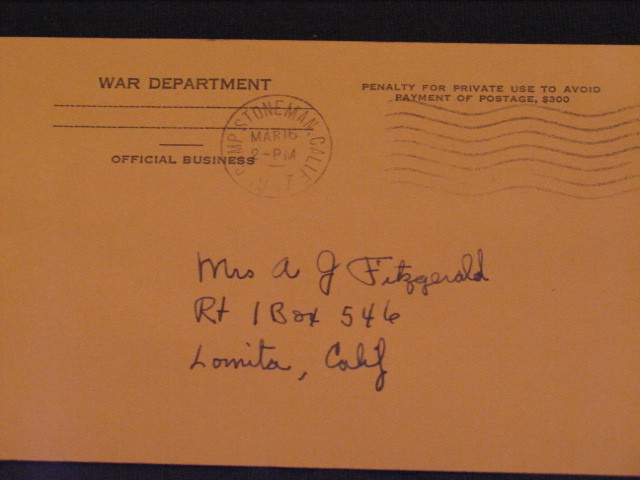 WAR DEPARTMENT
OFFICIAL BUSINESS
PENALTY FOR PRIVATE USE TO AVOID
PAYMENT OF POSTAGE, $300
CAMP STONEMAN. CALIF
MAR 16
2-PM
Mrs A J Fitzgerald
Rt 1 Box 546
Lomita, Calif